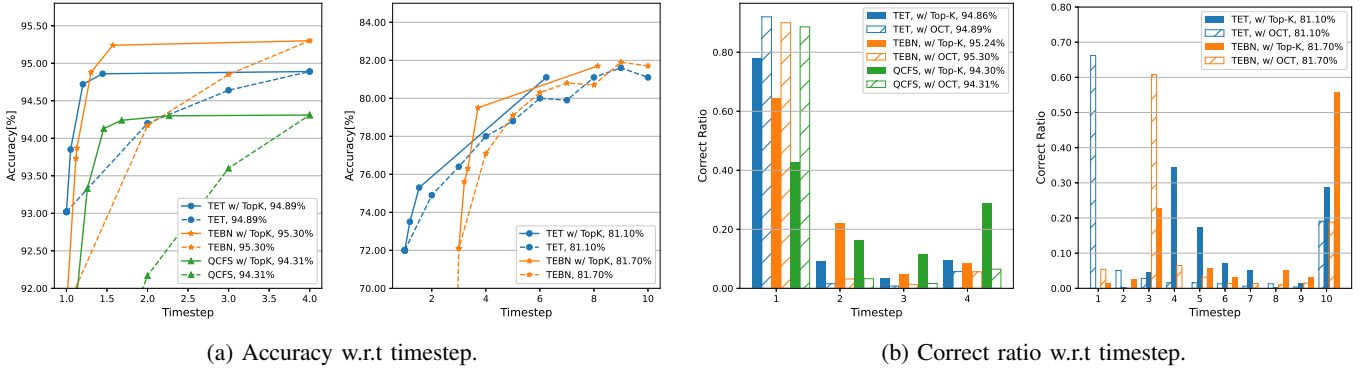 95.50
95.00
94.50
94.00
93.50
93.00
92.50
92.00
Accuracy[%]
1.0 1.5 2.0 2.5 3.0 3.5 4.0
Timestep
TET w/ TopK, 94.89%
TET, 94.89%
TEBN w/ TopK, 95.30%
TEBN, 95.30%
QCFS w/ TopK, 94.31%
QCFS, 94.31%
84.00
82.00
80.00
78.00
76.00
74.00
72.00
70.00
Accuracy[%]
2 4 6 8 10
Timestep
TET w/ TopK, 81.10%
TET, 81.10%
TEBN w/ TopK, 81.70%
TEBN, 81.70%
(a) Accuracy w.r.t timestep.
0.80
0.60
0.40
0.20
0.00
Correct Ratio
1 2 3 4
Timestep
TET, w/ Top-K, 94.86%
TET, w/ OCT, 94.89%
TEBN, w/ Top-K, 95.24%
TEBN, w/ OCT, 95.30%
QCFS, w/ Top-K, 94.30%
QCFS, w/ OCT, 94.31%
0.80
0.70
0.60
0.50
0.40
0.30
0.20
0.10
0.00
Correct Ratio
1 2 3 4 5 6 7 8 9 10
Timestep
TET, w/ Top-K, 81.10%
TET, w/ OCT, 81.10%
TEBN, w/ Top-K, 81.70%
TEBN, w/ OCT, 81.70%
(b) Correct ratio w.r.t timestep.